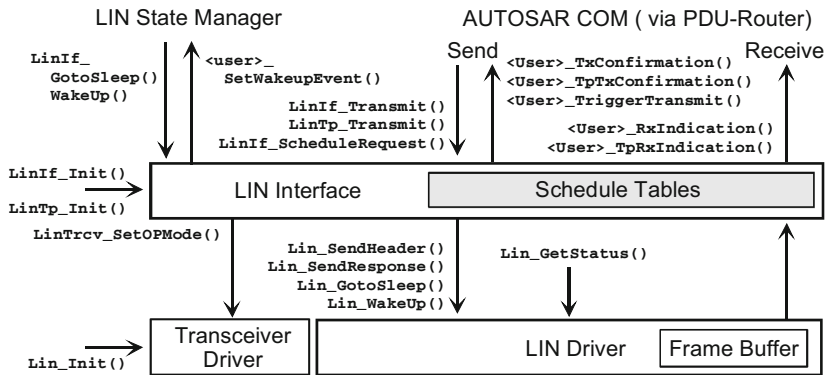 LIN State Manager
AUTOSAR COM ( via PDU-Router)
Send
Receive
LinIf_
GotoSleep()
WakeUp()
<user>_
SetWakeupEvent()
<User>_TxConfirmation()
<User>_TpTxConfirmation()
<User>_TriggerTransmit()
LinIf_Transmit()
LinTp_Transmit()
LinIf_ScheduleRequest()
<User>_RxIndication()
<User>_TpRxIndication()
LinIf_Init()
LinTp_Init()
LIN Interface
Schedule Tables
LinTrcv_SetOPMode()
Lin_SendHeader()
Lin_SendResponse()
Lin_GotoSleep()
Lin_WakeUp()
Lin_GetStatus()
Lin_Init()
Transceiver
Driver
LIN Driver
Frame Buffer